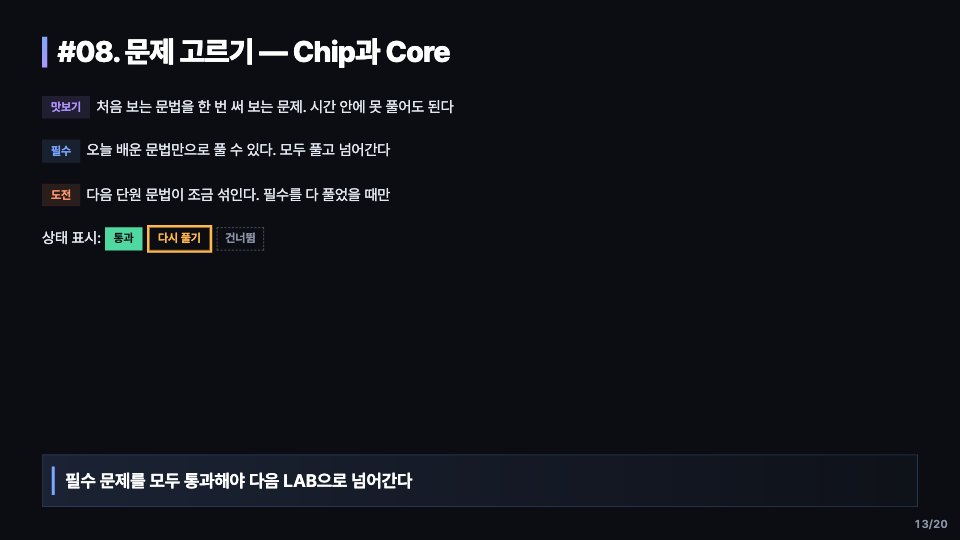 #08. 문제 고르기 — Chip과 Core
맛보기 처음 보는 문법을 한 번 써 보는 문제. 시간 안에 못 풀어도 된다
필수 오늘 배운 문법만으로 풀 수 있다. 모두 풀고 넘어간다
도전 다음 단원 문법이 조금 섞인다. 필수를 다 풀었을 때만
상태 표시: 통과 다시 풀기 건너뜀
필수 문제를 모두 통과해야 다음 LAB으로 넘어간다
13/20